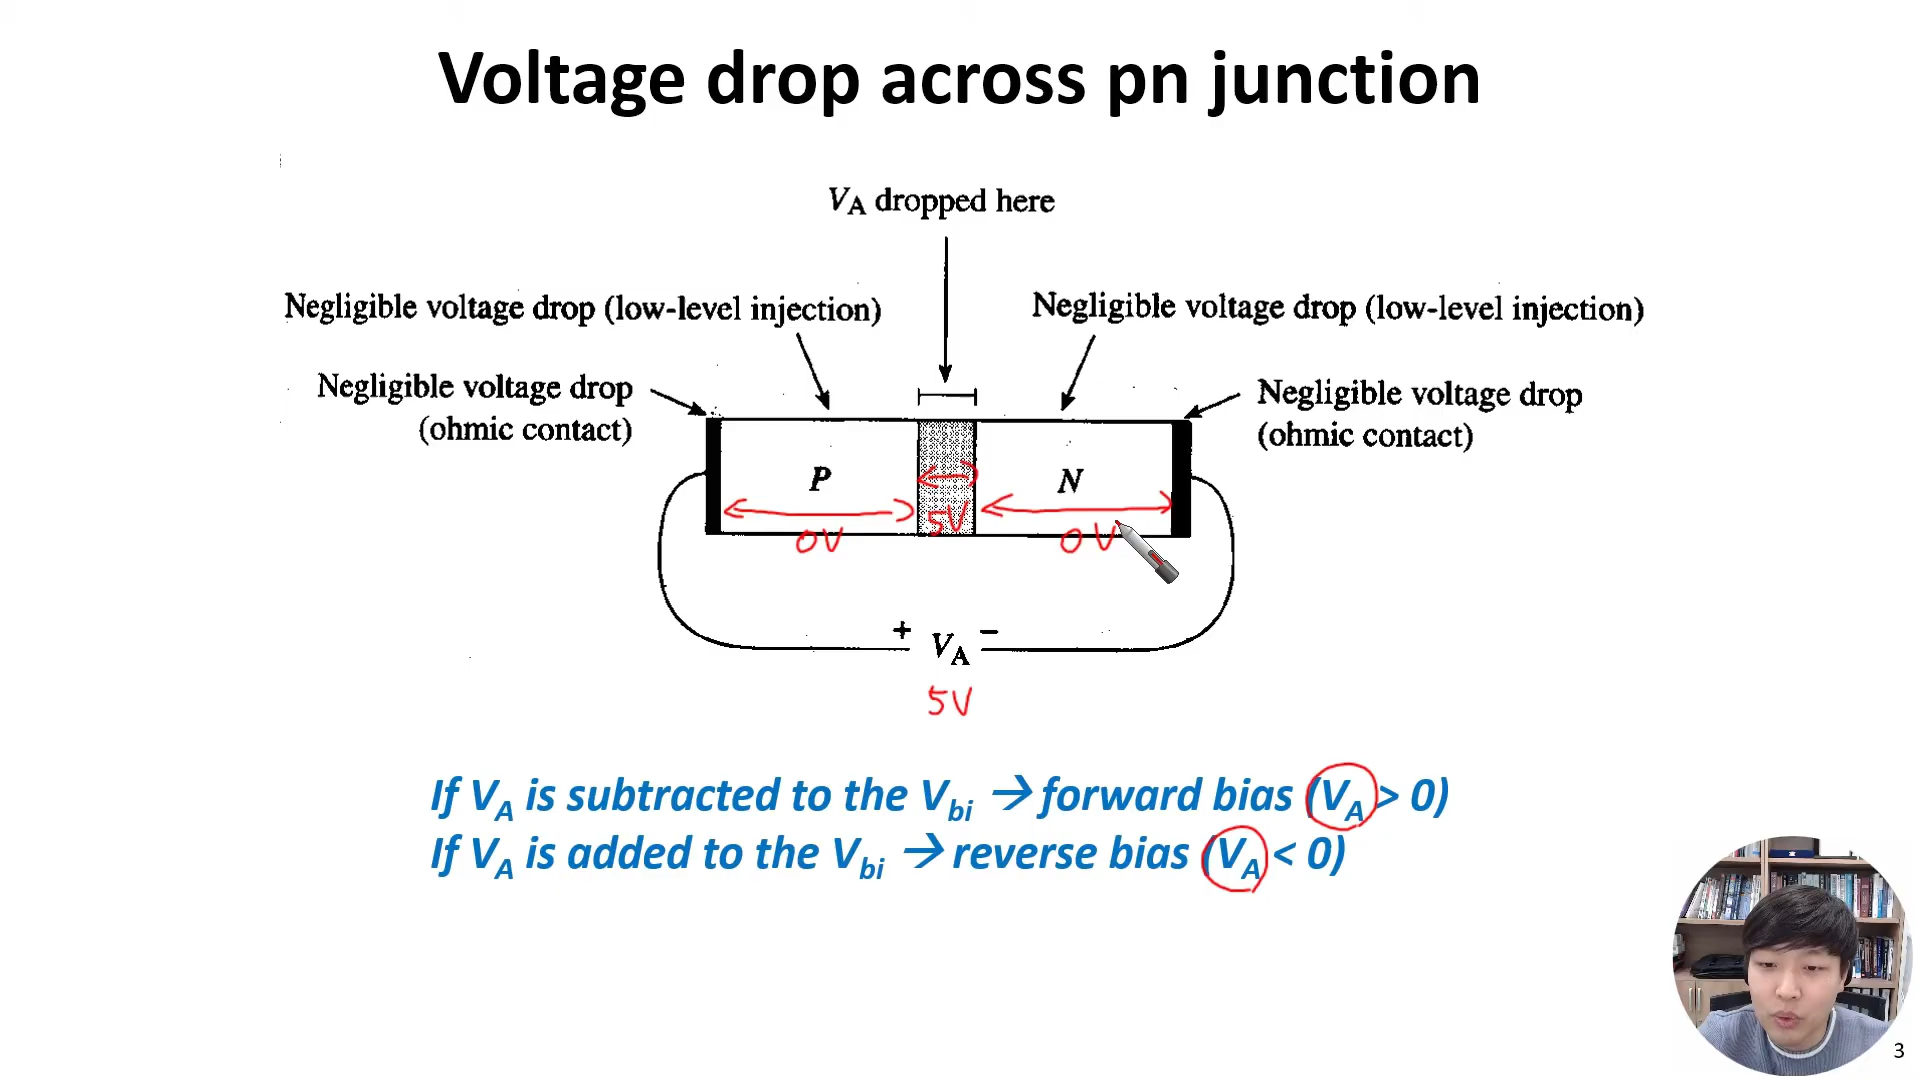 Voltage drop across pn junction
VA dropped here
Negligible voltage drop (low-level injection)
Negligible voltage drop (low-level injection)
Negligible voltage drop
(ohmic contact)
Negligible voltage drop
(ohmic contact)
P
N
0V
5V
0V
+ VA −
5V
If VA is subtracted to the Vbi → forward bias (VA > 0)
If VA is added to the Vbi → reverse bias (VA < 0)
3